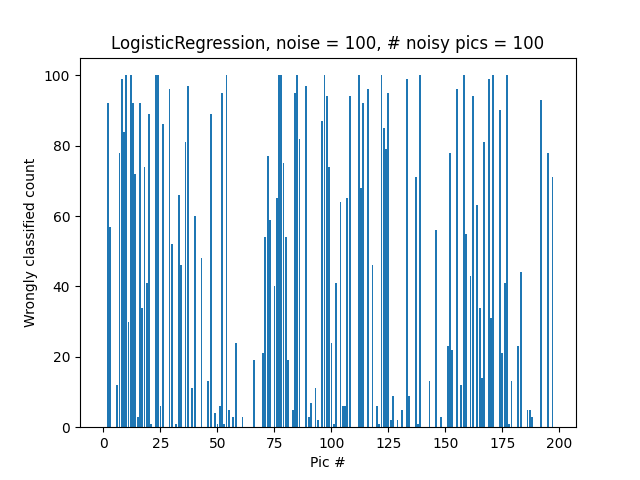 LogisticRegression, noise = 100, # noisy pics = 100
100
80
60
40
20
0
Wrongly classified count
0 25 50 75 100 125 150 175 200
Pic #